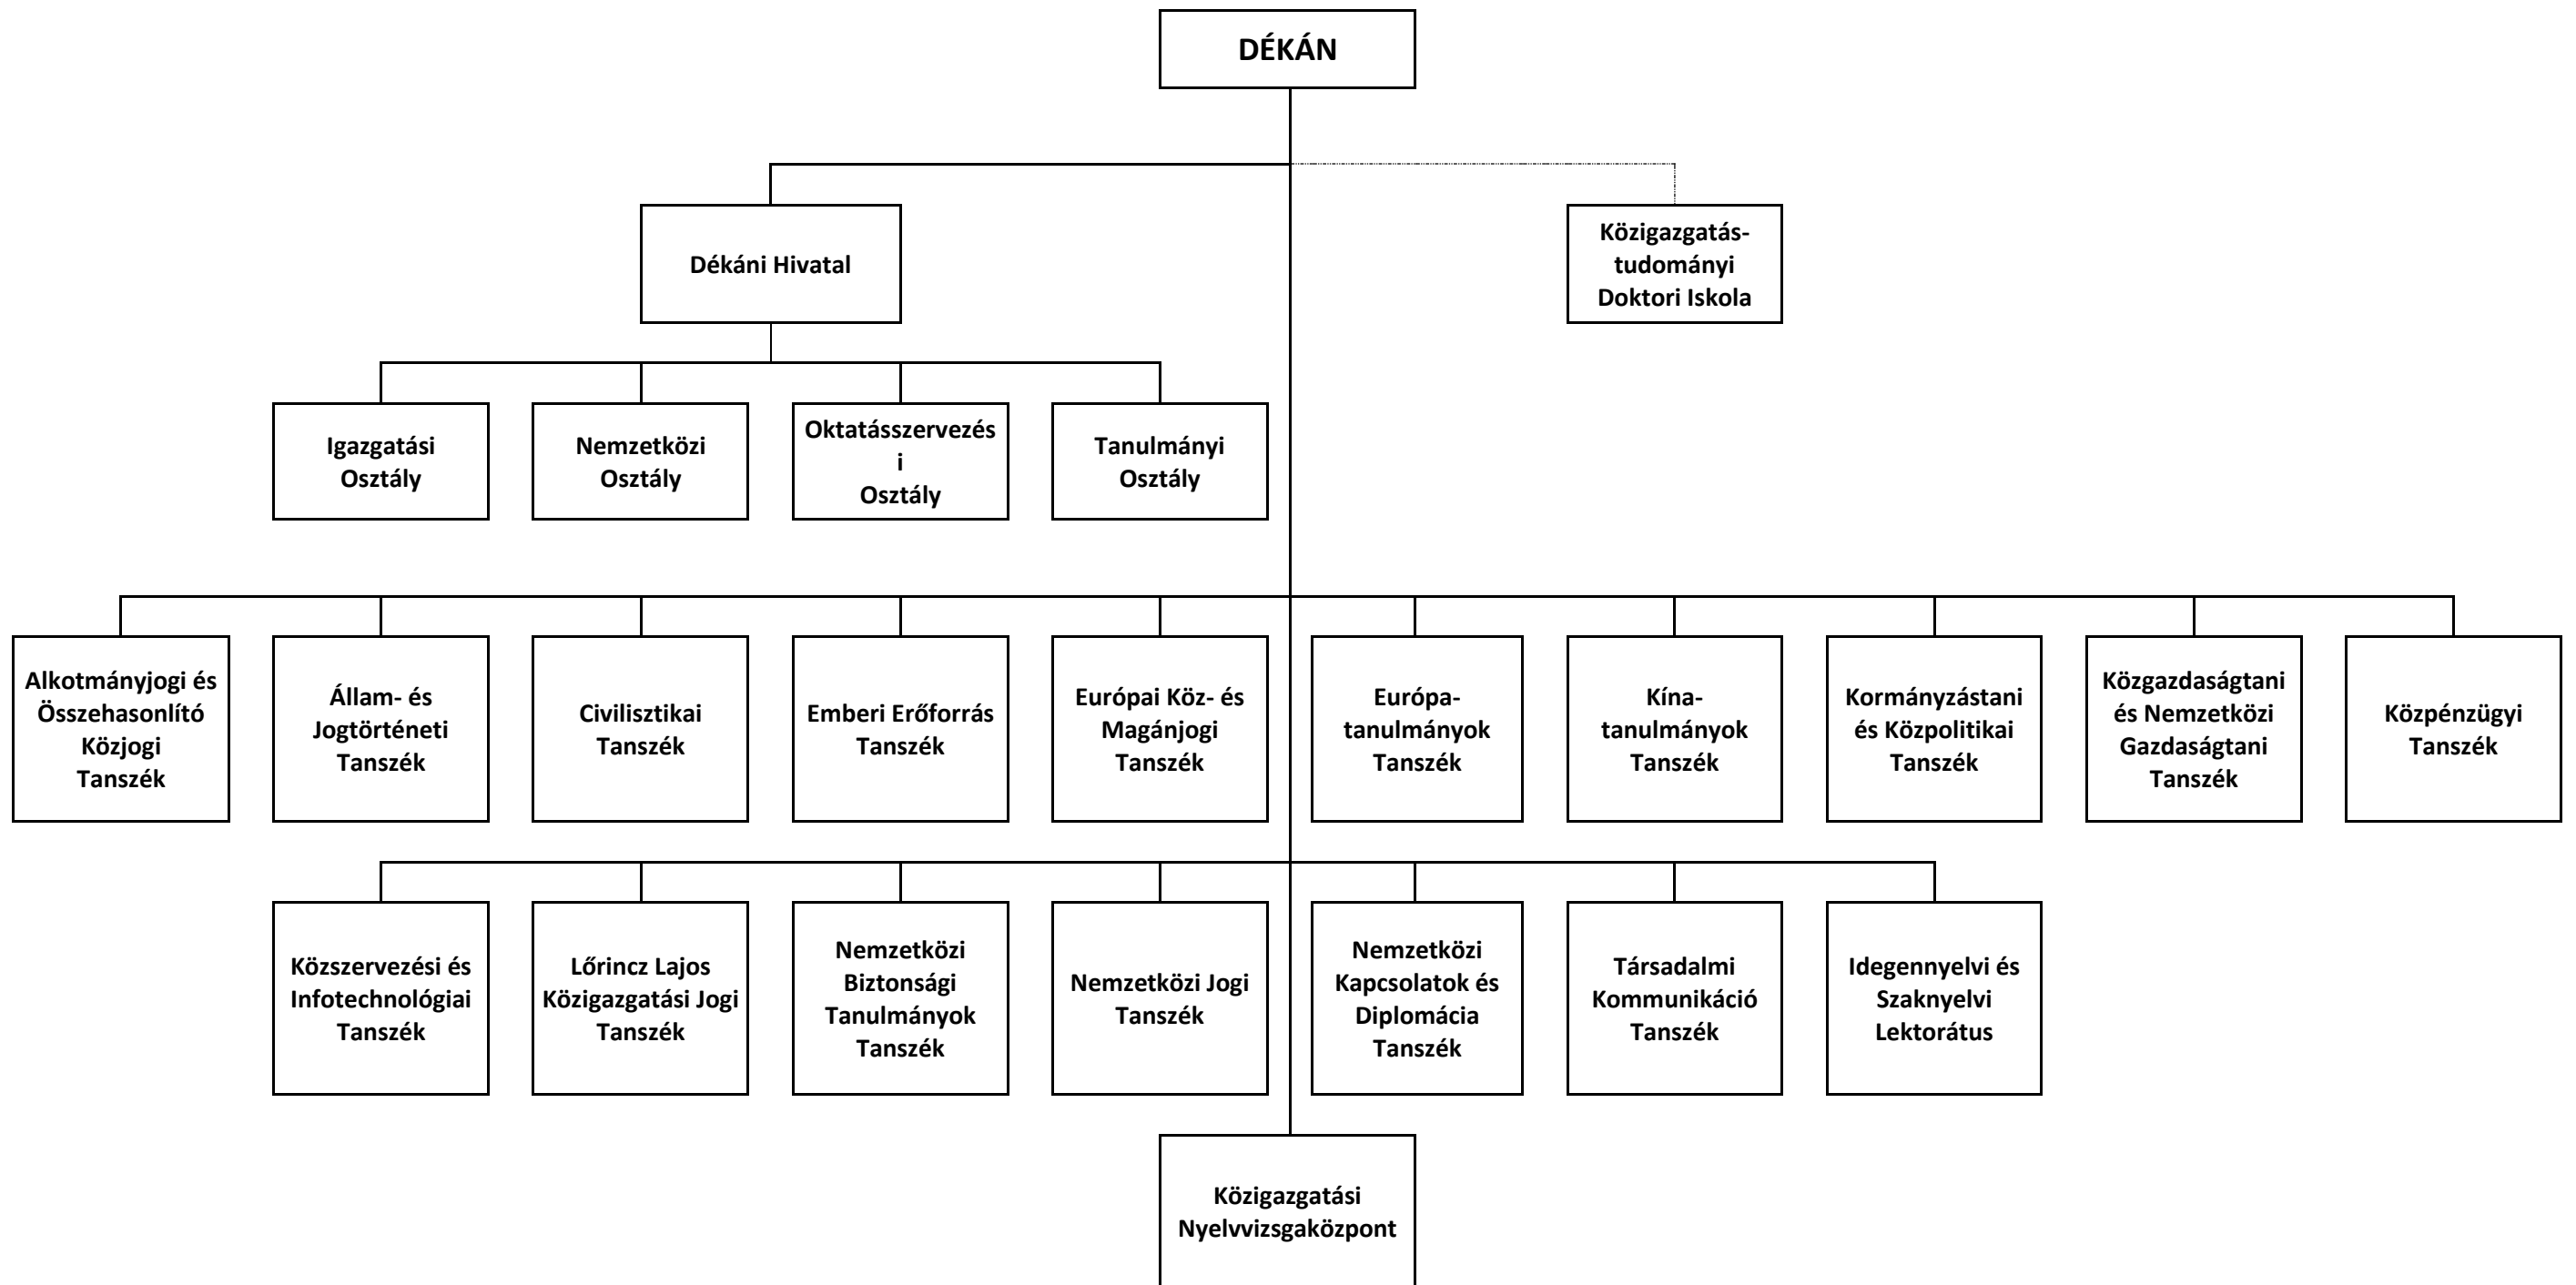 DÉKÁN
Dékáni Hivatal
Közigazgatás-
tudományi
Doktori Iskola
Igazgatási
Osztály
Nemzetközi
Osztály
Oktatásszervezés
i
Osztály
Tanulmányi
Osztály
Alkotmányjogi és
Összehasonlító
Közjogi
Tanszék
Állam- és
Jogtörténeti
Tanszék
Civilisztikai
Tanszék
Emberi Erőforrás
Tanszék
Európai Köz- és
Magánjogi
Tanszék
Európa-
tanulmányok
Tanszék
Kína-
tanulmányok
Tanszék
Kormányzástani
és Közpolitikai
Tanszék
Közgazdaságtani
és Nemzetközi
Gazdaságtani
Tanszék
Közpénzügyi
Tanszék
Közszervezési és
Infotechnológiai
Tanszék
Lőrincz Lajos
Közigazgatási Jogi
Tanszék
Nemzetközi
Biztonsági
Tanulmányok
Tanszék
Nemzetközi Jogi
Tanszék
Nemzetközi
Kapcsolatok és
Diplomácia
Tanszék
Társadalmi
Kommunikáció
Tanszék
Idegennyelvi és
Szaknyelvi
Lektorátus
Közigazgatási
Nyelvvizsgaközpont